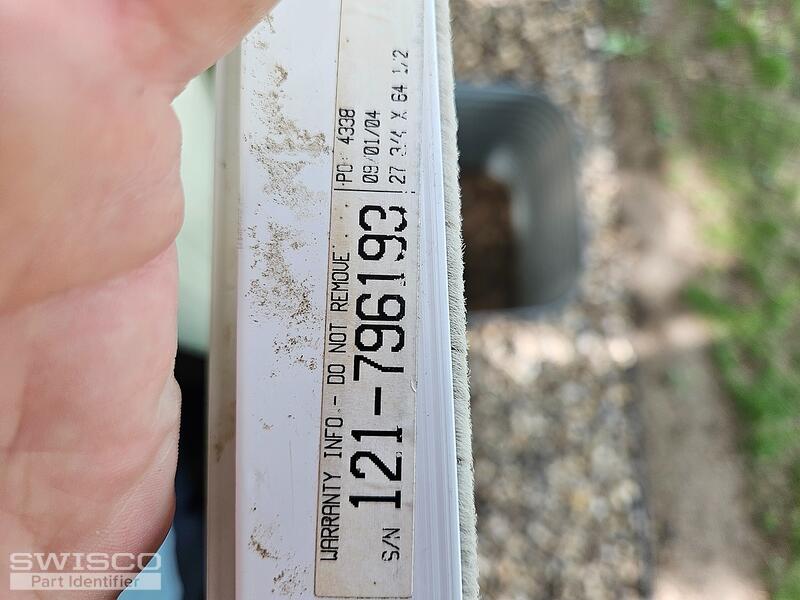 WARRANTY INFO - DO NOT REMOVE
S/N 121-796193
PO: 4338
09/01/04
27 3/4 X 64 1/2
SWISCO
Part Identifier